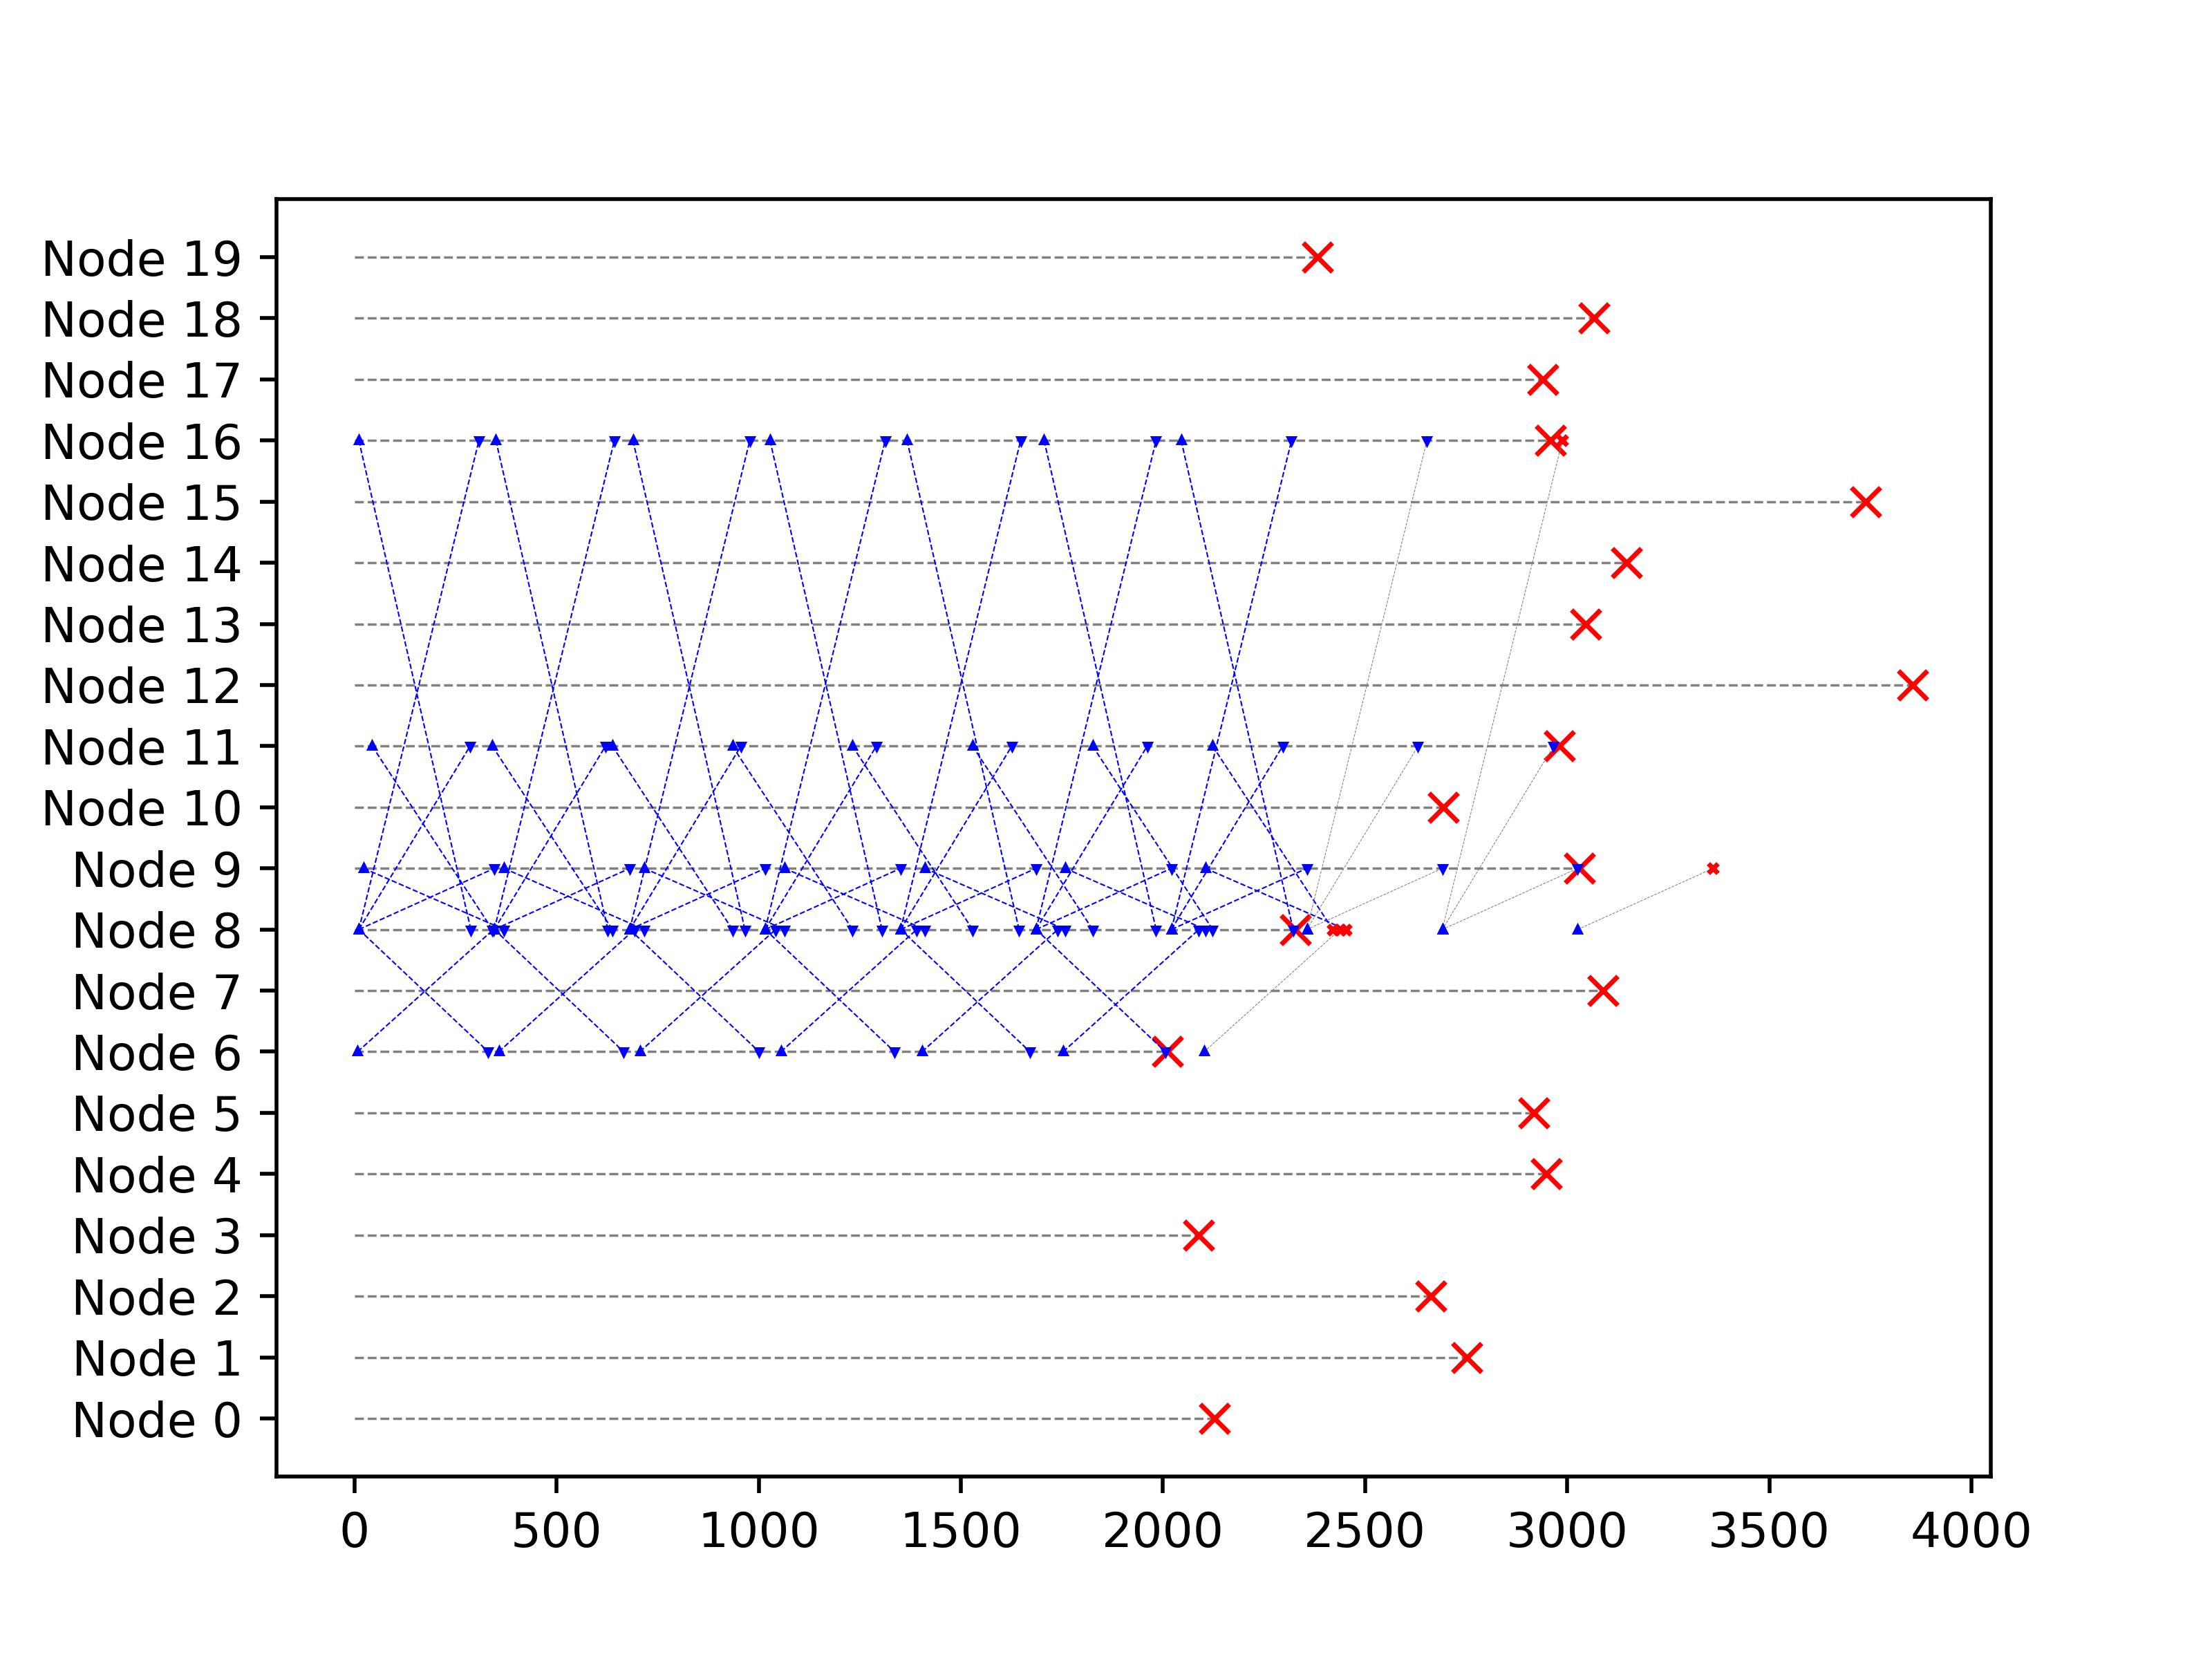 Node 19
Node 18
Node 17
Node 16
Node 15
Node 14
Node 13
Node 12
Node 11
Node 10
Node 9
Node 8
Node 7
Node 6
Node 5
Node 4
Node 3
Node 2
Node 1
Node 0
0 500 1000 1500 2000 2500 3000 3500 4000